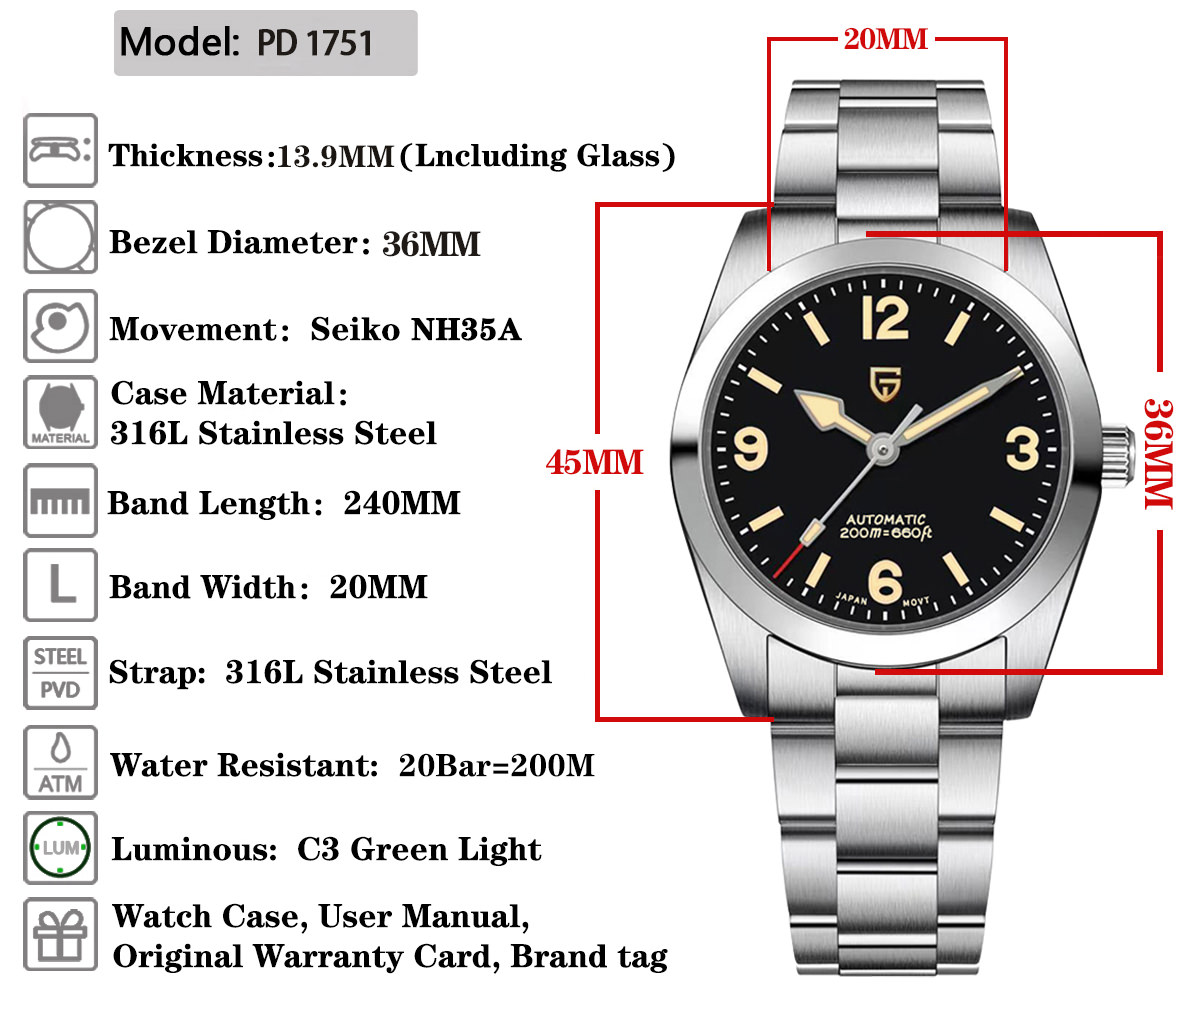 Model: PD 1751
20MM
Thickness:13.9MM(Lncluding Glass)
Bezel Diameter: 36MM
Movement: Seiko NH35A
MATERIAL
Case Material:
316L Stainless Steel
Band Length: 240MM
L
Band Width: 20MM
STEEL
PVD
Strap: 316L Stainless Steel
ATM
Water Resistant: 20Bar=200M
LUM
Luminous: C3 Green Light
Watch Case, User Manual,
Original Warranty Card, Brand tag
45MM
36MM
12
9
3
AUTOMATIC
200m=660ft
6
JAPAN MOVT